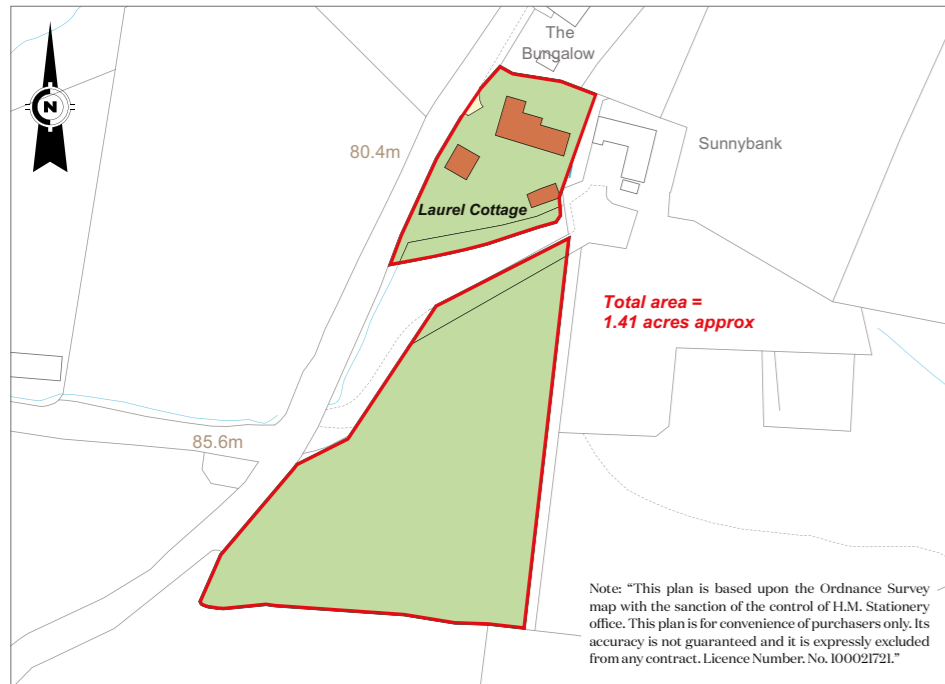 The
Bungalow
N
80.4m
Sunnybank
Laurel Cottage
Total area =
1.41 acres approx
85.6m
Note: “This plan is based upon the Ordnance Survey
map with the sanction of the control of H.M. Stationery
office. This plan is for convenience of purchasers only. Its
accuracy is not guaranteed and it is expressly excluded
from any contract. Licence Number. No. 100021721.”